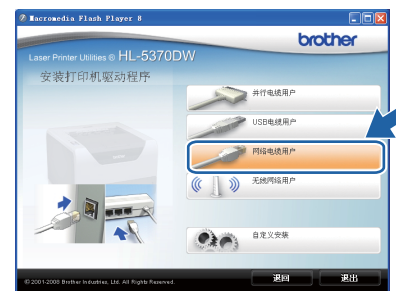 Macromedia Flash Player 8
brother
Laser Printer Utilities ® HL-5370DW
安装打印机驱动程序
并行电缆用户
USB电缆用户
网络电缆用户
无线网络用户
自定义安装
© 2001-2008 Brother Industries, Ltd. All Rights Reserved.
退回
退出